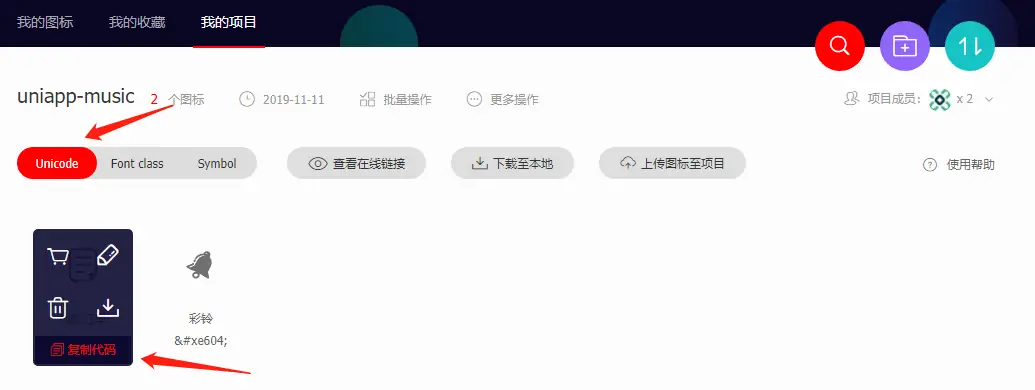 我的图标 我的收藏 我的项目
uniapp-music 2 个图标 2019-11-11 批量操作 更多操作 项目成员: x 2
Unicode Font class Symbol 查看在线链接 下载至本地 上传图标至项目 使用帮助
彩铃
&#xe604;
复制代码